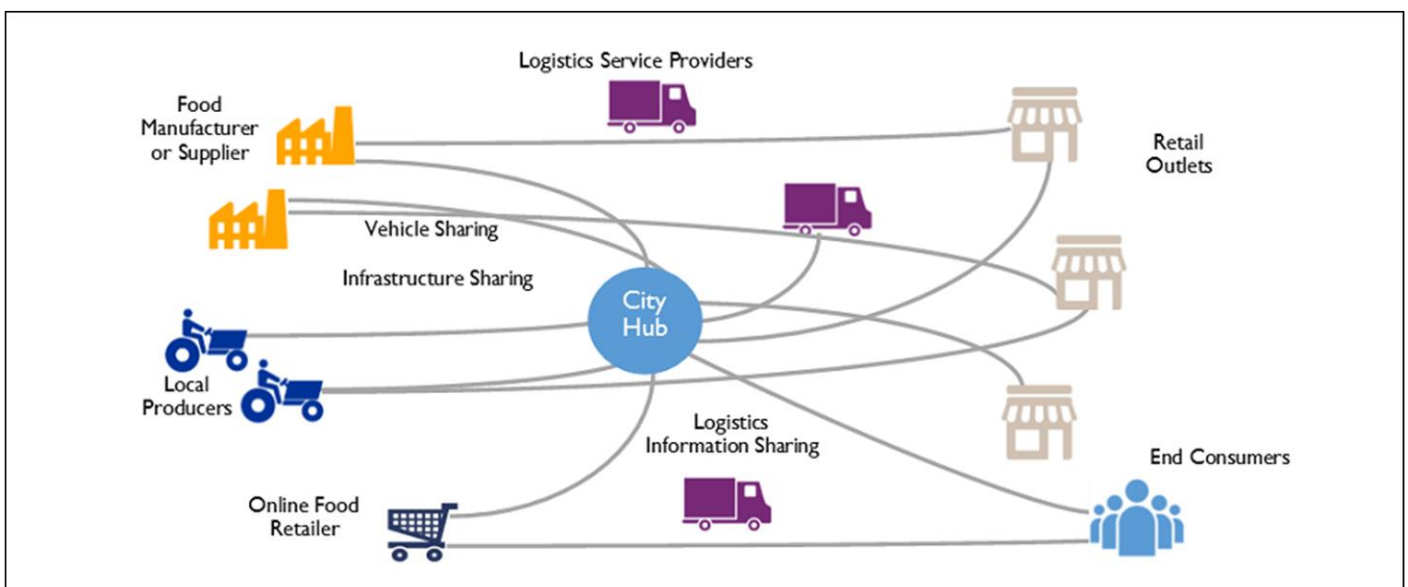 Logistics Service Providers
Food
Manufacturer
or Supplier
Retail
Outlets
Vehicle Sharing
Infrastructure Sharing
City
Hub
Local
Producers
Logistics
Information Sharing
End Consumers
Online Food
Retailer